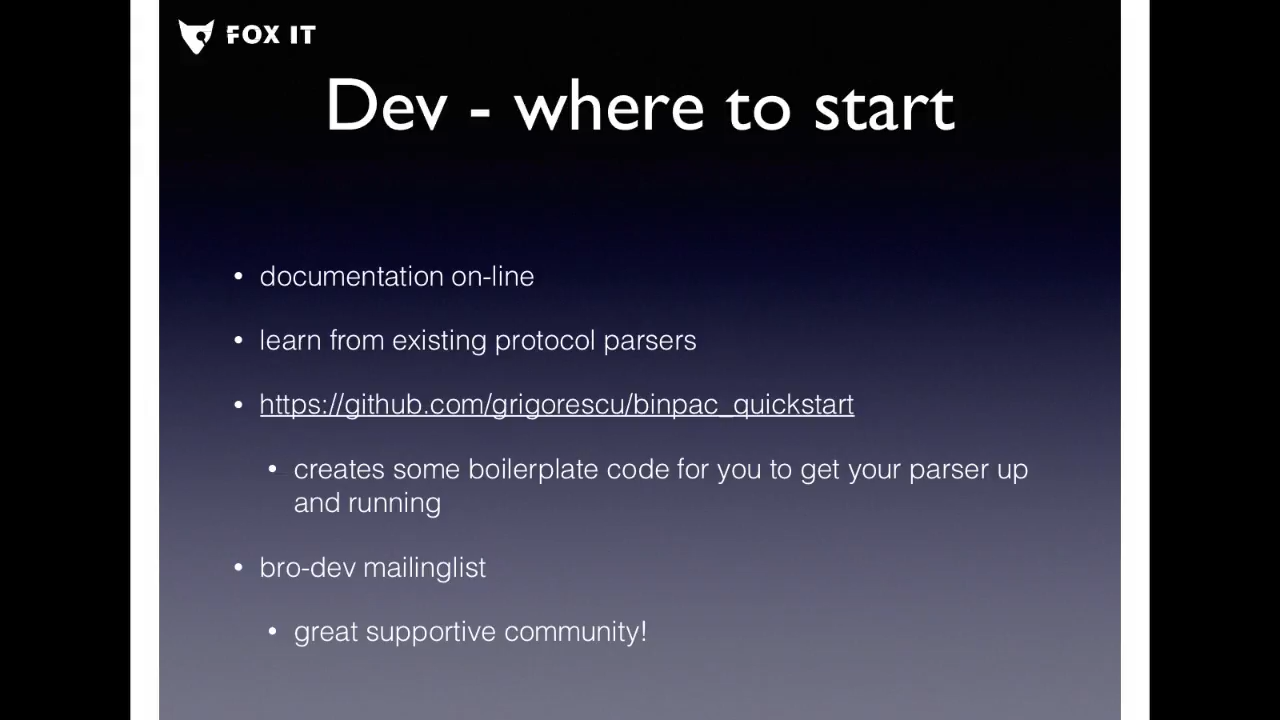 FOX IT
Dev - where to start
• documentation on-line
• learn from existing protocol parsers
• https://github.com/grigorescu/binpac_quickstart
• creates some boilerplate code for you to get your parser up
and running
• bro-dev mailinglist
• great supportive community!